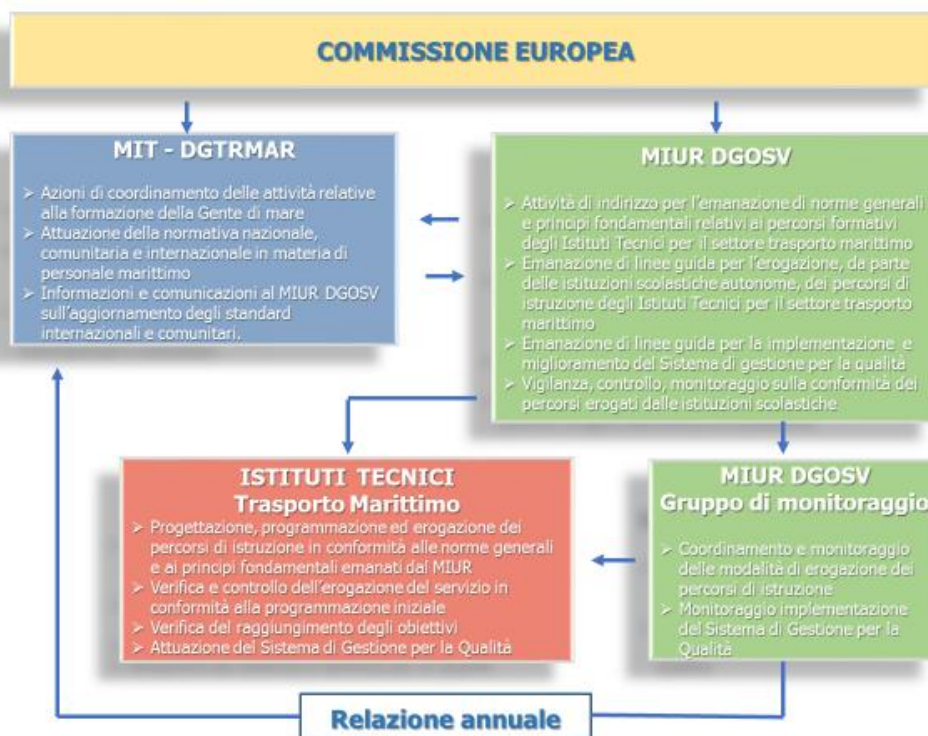 COMMISSIONE EUROPEA
MIT - DGTRMAR
➢ Azioni di coordinamento delle attività relative
alla formazione della Gente di mare
➢ Attuazione della normativa nazionale,
comunitaria e internazionale in materia di
personale marittimo
➢ Informazioni e comunicazioni al MIUR DGOSV
sull'aggiornamento degli standard
internazionali e comunitari.
MIUR DGOSV
➢ Attività di indirizzo per l'emanazione di norme generali
e principi fondamentali relativi ai percorsi formativi
degli Istituti Tecnici per il settore trasporto marittimo
➢ Emanazione di linee guida per l'erogazione, da parte
delle istituzioni scolastiche autonome, dei percorsi di
istruzione degli Istituti Tecnici per il settore trasporto
marittimo
➢ Emanazione di linee guida per la implementazione e
miglioramento del Sistema di gestione per la qualità
➢ Vigilanza, controllo, monitoraggio sulla conformità dei
percorsi erogati dalle istituzioni scolastiche
ISTITUTI TECNICI
Trasporto Marittimo
➢ Progettazione, programmazione ed erogazione dei
percorsi di istruzione in conformità alle norme generali
e ai principi fondamentali emanati dal MIUR
➢ Verifica e controllo dell'erogazione del servizio in
conformità alla programmazione iniziale
➢ Verifica del raggiungimento degli obiettivi
➢ Attuazione del Sistema di Gestione per la Qualità
MIUR DGOSV
Gruppo di monitoraggio
➢ Coordinamento e monitoraggio
delle modalità di erogazione dei
percorsi di istruzione
➢ Monitoraggio implementazione
del Sistema di Gestione per la
Qualità
Relazione annuale